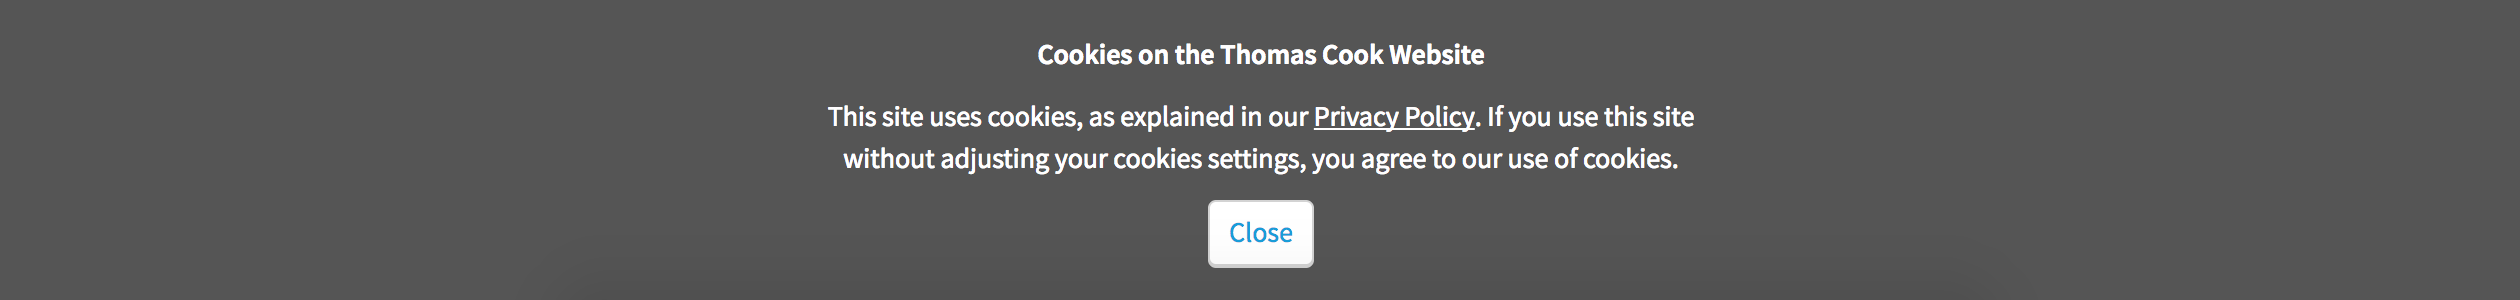 Cookies on the Thomas Cook Website
This site uses cookies, as explained in our Privacy Policy. If you use this site
without adjusting your cookies settings, you agree to our use of cookies.
Close